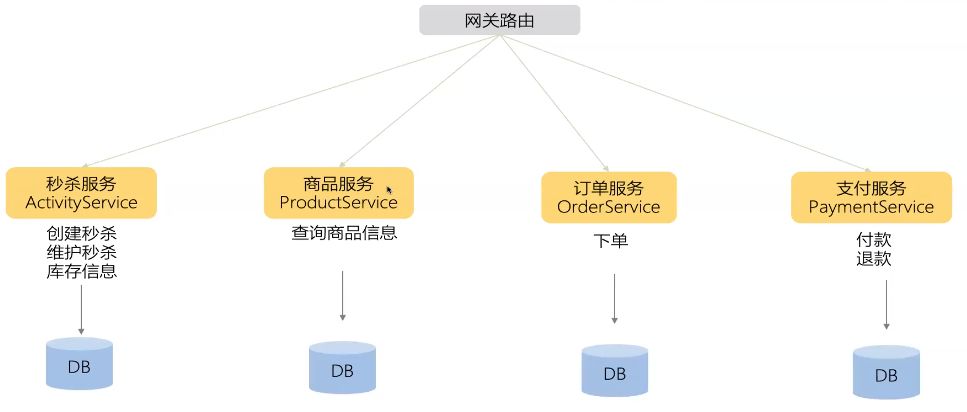 网关路由
秒杀服务
ActivityService
创建秒杀
维护秒杀
库存信息
DB
商品服务
ProductService
查询商品信息
DB
订单服务
OrderService
下单
DB
支付服务
PaymentService
付款
退款
DB